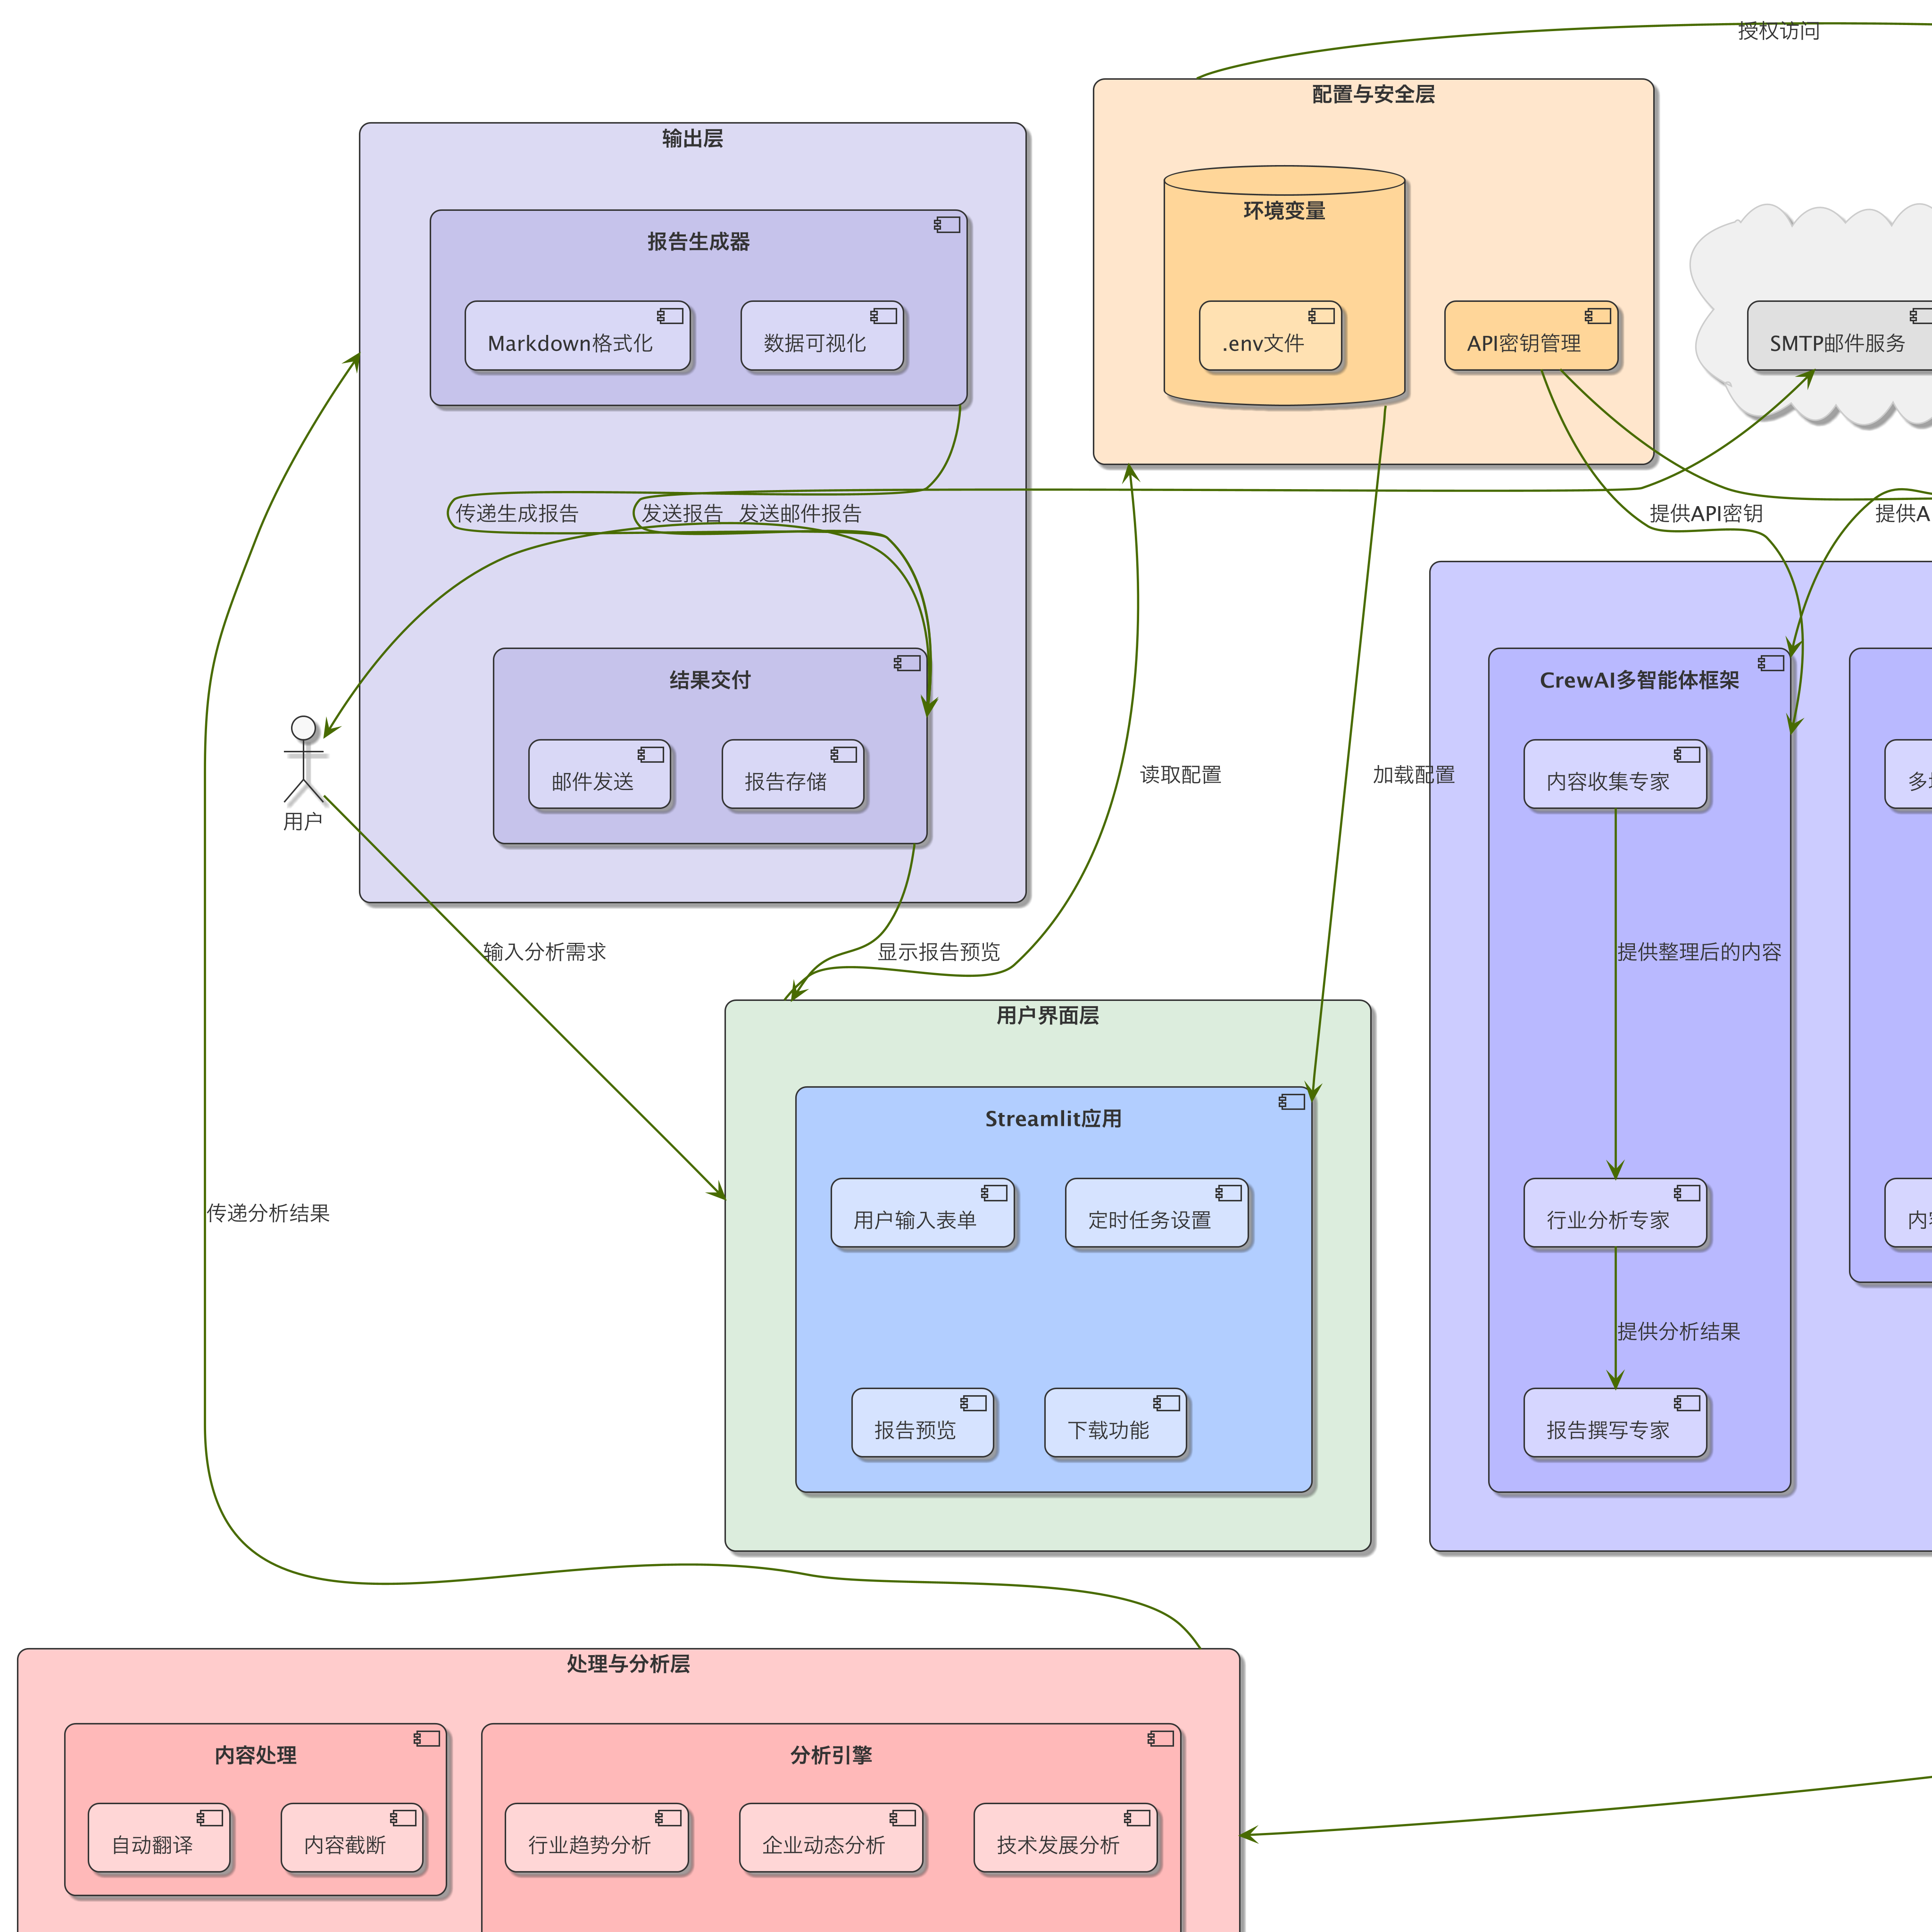 授权访问
配置与安全层
输出层
环境变量
报告生成器
Markdown格式化
数据可视化
.env文件
API密钥管理
SMTP邮件服务
传递生成报告
发送报告
发送邮件报告
提供API密钥
提供A
结果交付
CrewAI多智能体框架
邮件发送
报告存储
读取配置
加载配置
内容收集专家
用户
输入分析需求
显示报告预览
提供整理后的内容
用户界面层
Streamlit应用
传递分析结果
用户输入表单
定时任务设置
行业分析专家
提供分析结果
报告预览
下载功能
报告撰写专家
处理与分析层
内容处理
分析引擎
自动翻译
内容截断
行业趋势分析
企业动态分析
技术发展分析